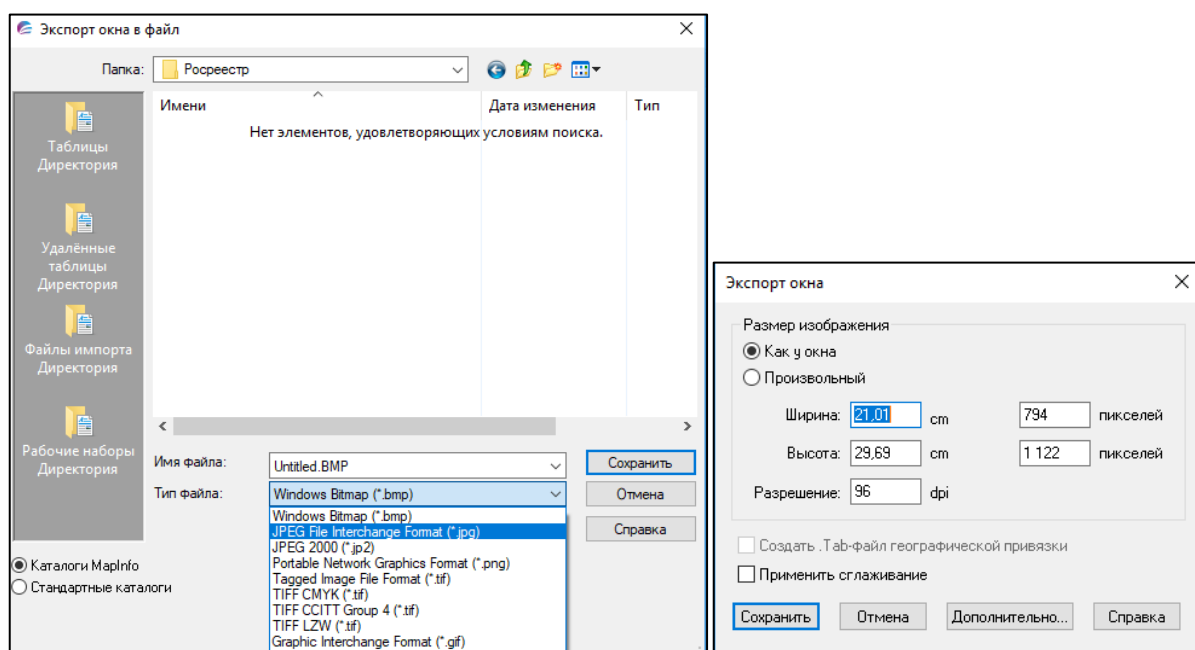 Экспорт окна в файл
Папка: Росреестр
Имени Дата изменения Тип
Нет элементов, удовлетворяющих условиям поиска.
Таблицы
Директория
Удалённые
таблицы
Директория
Файлы импорта
Директория
Рабочие наборы
Директория
Имя файла: Untitled.BMP Сохранить
Тип файла: Windows Bitmap (*.bmp) Отмена
Справка
Windows Bitmap (*.bmp)
JPEG File Interchange Format (*.jpg)
JPEG 2000 (*.jp2)
Portable Network Graphics Format (*.png)
Tagged Image File Format (*.tif)
TIFF CMYK (*.tif)
TIFF CCITT Group 4 (*.tif)
TIFF LZW (*.tif)
Graphic Interchange Format (*.gif)
Каталоги MapInfo
Стандартные каталоги
Экспорт окна
Размер изображения
Как у окна
Произвольный
Ширина: 21,01 cm 794 пикселей
Высота: 29,69 cm 1 122 пикселей
Разрешение: 96 dpi
Создать .Tab-файл географической привязки
Применить сглаживание
Сохранить Отмена Дополнительно... Справка